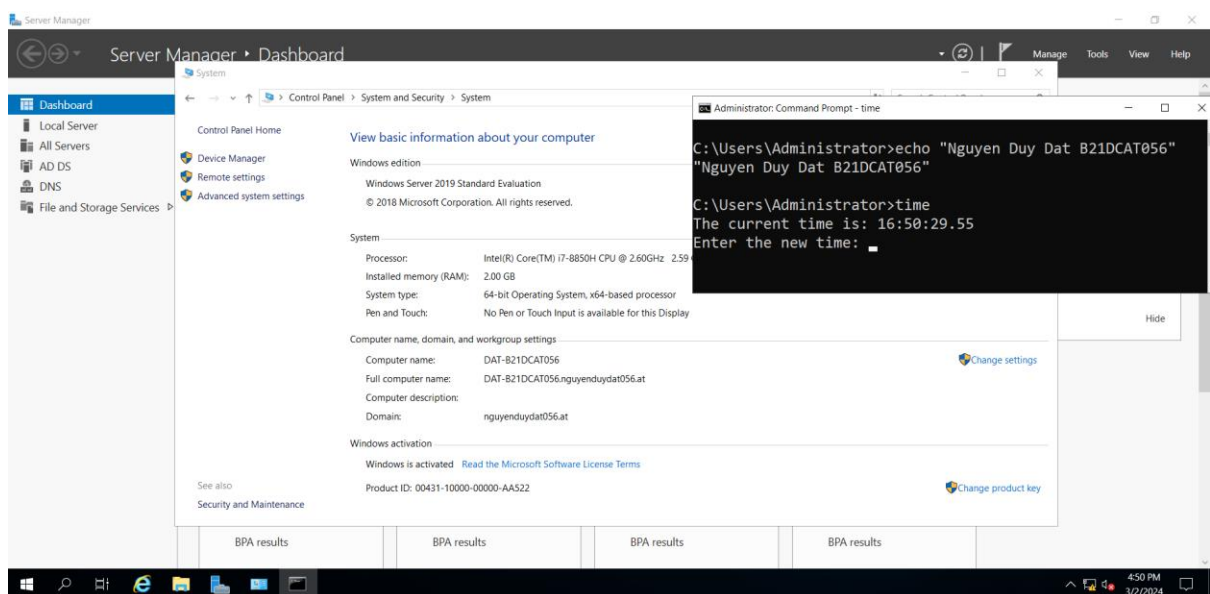 Server Manager
Server Manager • Dashboard
Manage Tools View Help
Dashboard
Local Server
All Servers
AD DS
DNS
File and Storage Services
System
Control Panel > System and Security > System
Control Panel Home
Device Manager
Remote settings
Advanced system settings
See also
Security and Maintenance
View basic information about your computer
Windows edition
Windows Server 2019 Standard Evaluation
© 2018 Microsoft Corporation. All rights reserved.
System
Processor: Intel(R) Core(TM) i7-8850H CPU @ 2.60GHz 2.59
Installed memory (RAM): 2.00 GB
System type: 64-bit Operating System, x64-based processor
Pen and Touch: No Pen or Touch Input is available for this Display
Computer name, domain, and workgroup settings
Computer name: DAT-B21DCAT056
Change settings
Full computer name: DAT-B21DCAT056.nguyenduydat056.at
Computer description:
Domain: nguyenduydat056.at
Windows activation
Windows is activated Read the Microsoft Software License Terms
Product ID: 00431-10000-00000-AA522
Change product key
Administrator: Command Prompt - time
C:\Users\Administrator>echo "Nguyen Duy Dat B21DCAT056"
"Nguyen Duy Dat B21DCAT056"
C:\Users\Administrator>time
The current time is: 16:50:29.55
Enter the new time:
Hide
BPA results BPA results BPA results BPA results
4:50 PM
3/2/2024